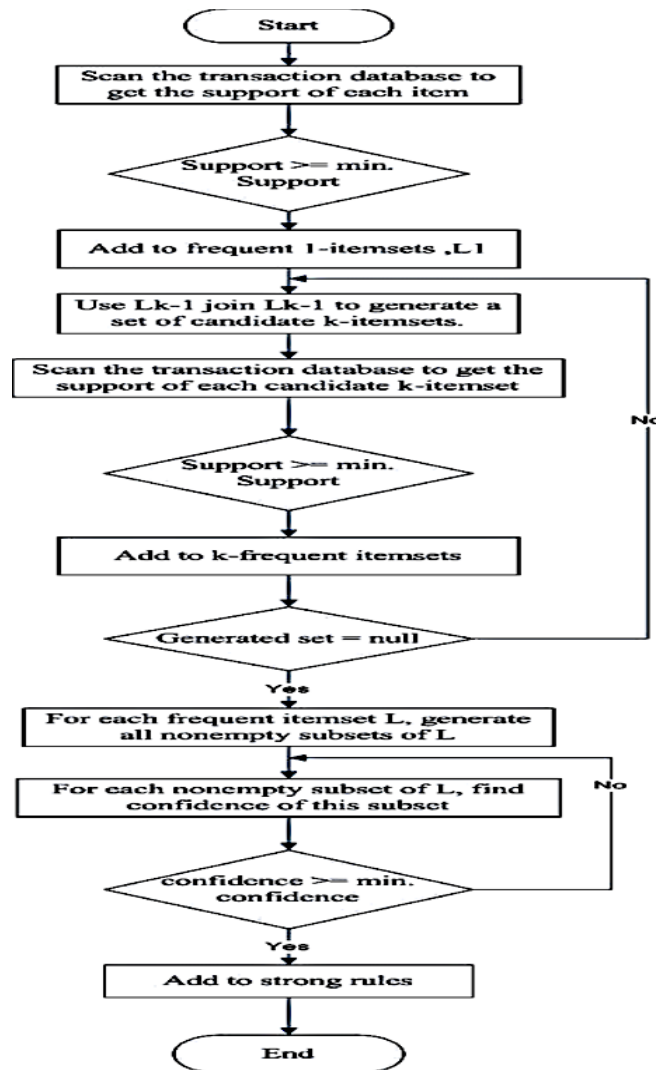 Start
Scan the transaction database to
get the support of each item
Support >= min.
Support
Add to frequent 1-itemsets ,L1
Use Lk-1 join Lk-1 to generate a
set of candidate k-itemsets.
Scan the transaction database to get the
support of each candidate k-itemset
No
Support >= min.
Support
Add to k-frequent itemsets
Generated set = null
Yes
For each frequent itemset L, generate
all nonempty subsets of L
No
For each nonempty subset of L, find
confidence of this subset
confidence >= min.
confidence
Yes
Add to strong rules
End